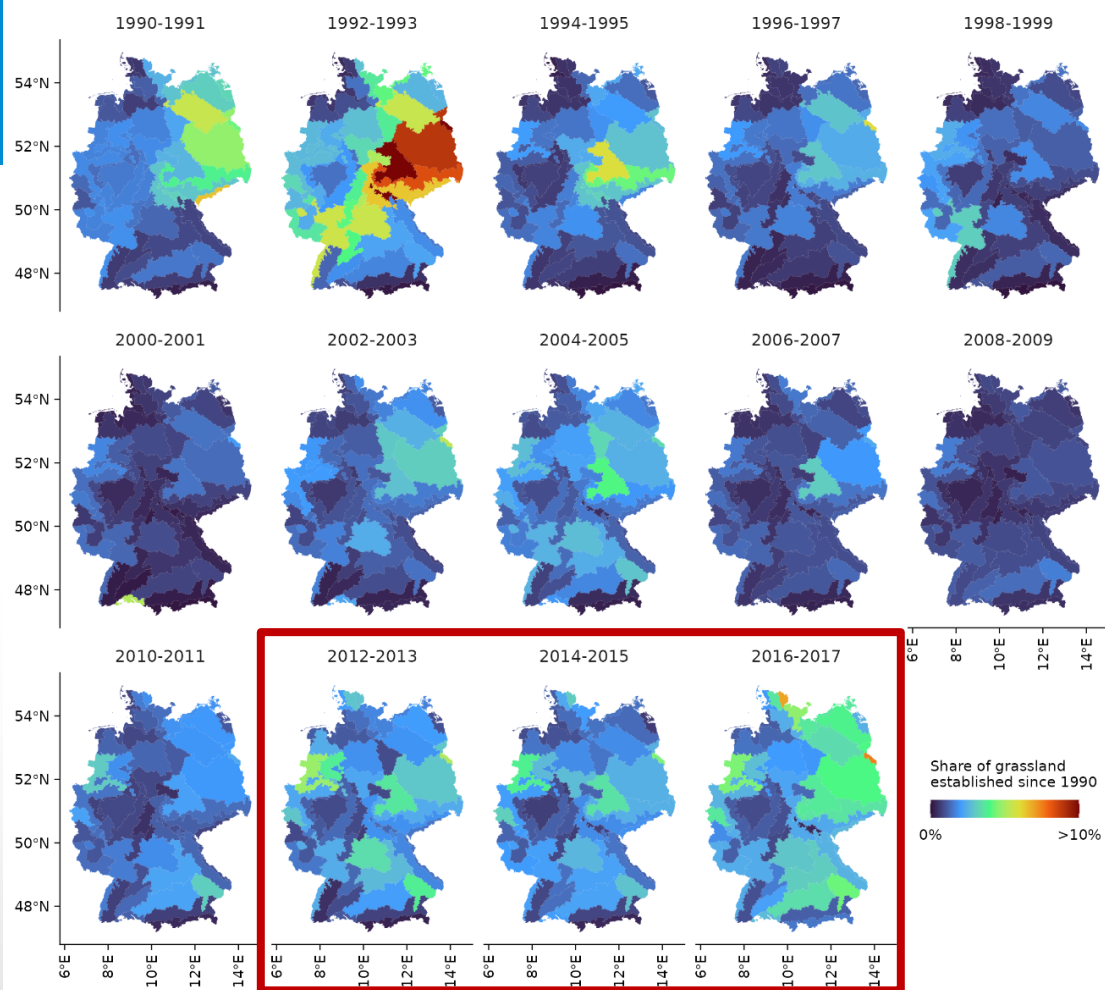 1990-1991 1992-1993 1994-1995 1996-1997 1998-1999
54°N
52°N
50°N
48°N
2000-2001 2002-2003 2004-2005 2006-2007 2008-2009
54°N
52°N
50°N
48°N
6°E 8°E 10°E 12°E 14°E
2010-2011 2012-2013 2014-2015 2016-2017
54°N
52°N
50°N
48°N
Share of grassland
established since 1990
0% >10%
6°E 8°E 10°E 12°E 14°E 6°E 8°E 10°E 12°E 14°E 6°E 8°E 10°E 12°E 14°E 6°E 8°E 10°E 12°E 14°E